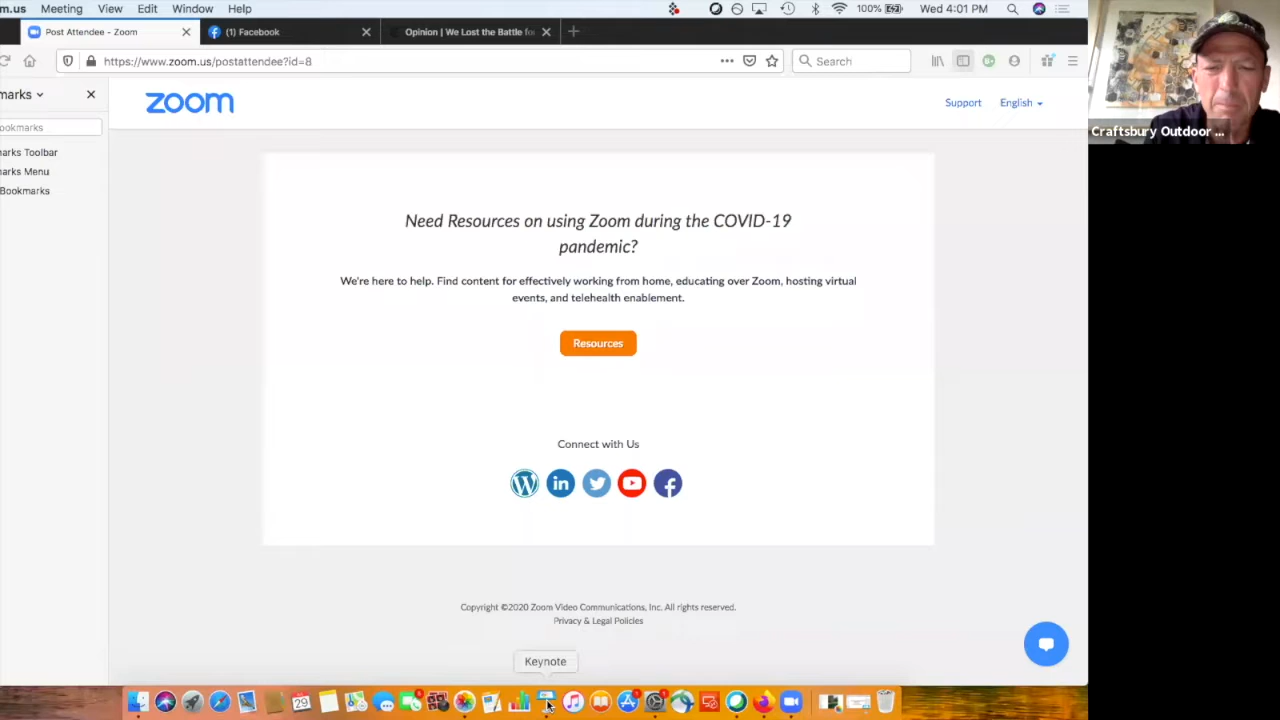 m.us Meeting View Edit Window Help 100% Wed 4:01 PM
Post Attendee - Zoom (1) Facebook Opinion | We Lost the Battle for
https://www.zoom.us/postattendee?id=8 Search
marks
ookmarks
arks Toolbar
arks Menu
Bookmarks
zoom
Support English
Need Resources on using Zoom during the COVID-19
pandemic?
We're here to help. Find content for effectively working from home, educating over Zoom, hosting virtual
events, and telehealth enablement.
Resources
Connect with Us
Copyright ©2020 Zoom Video Communications, Inc. All rights reserved.
Privacy & Legal Policies
Keynote
29
Craftsbury Outdoor ...